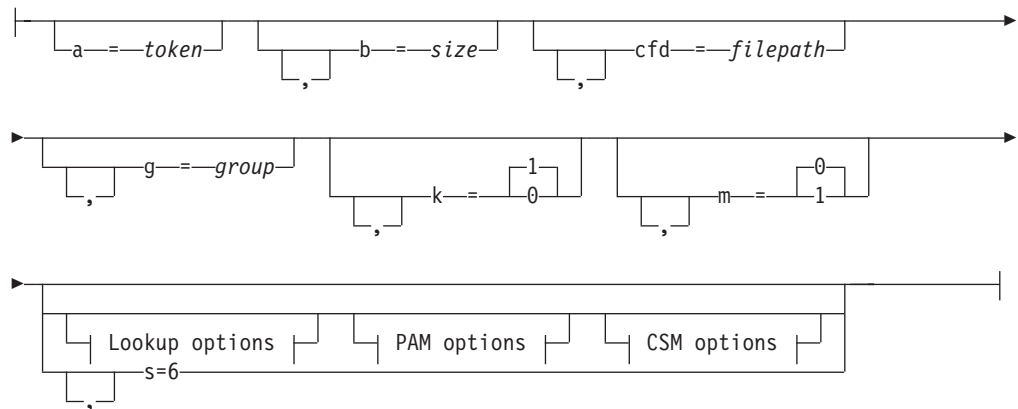 a = token , b = size , cfd = filepath
, g = group , k = 1 0 , m = 0 1
Lookup options PAM options CSM options
, s=6